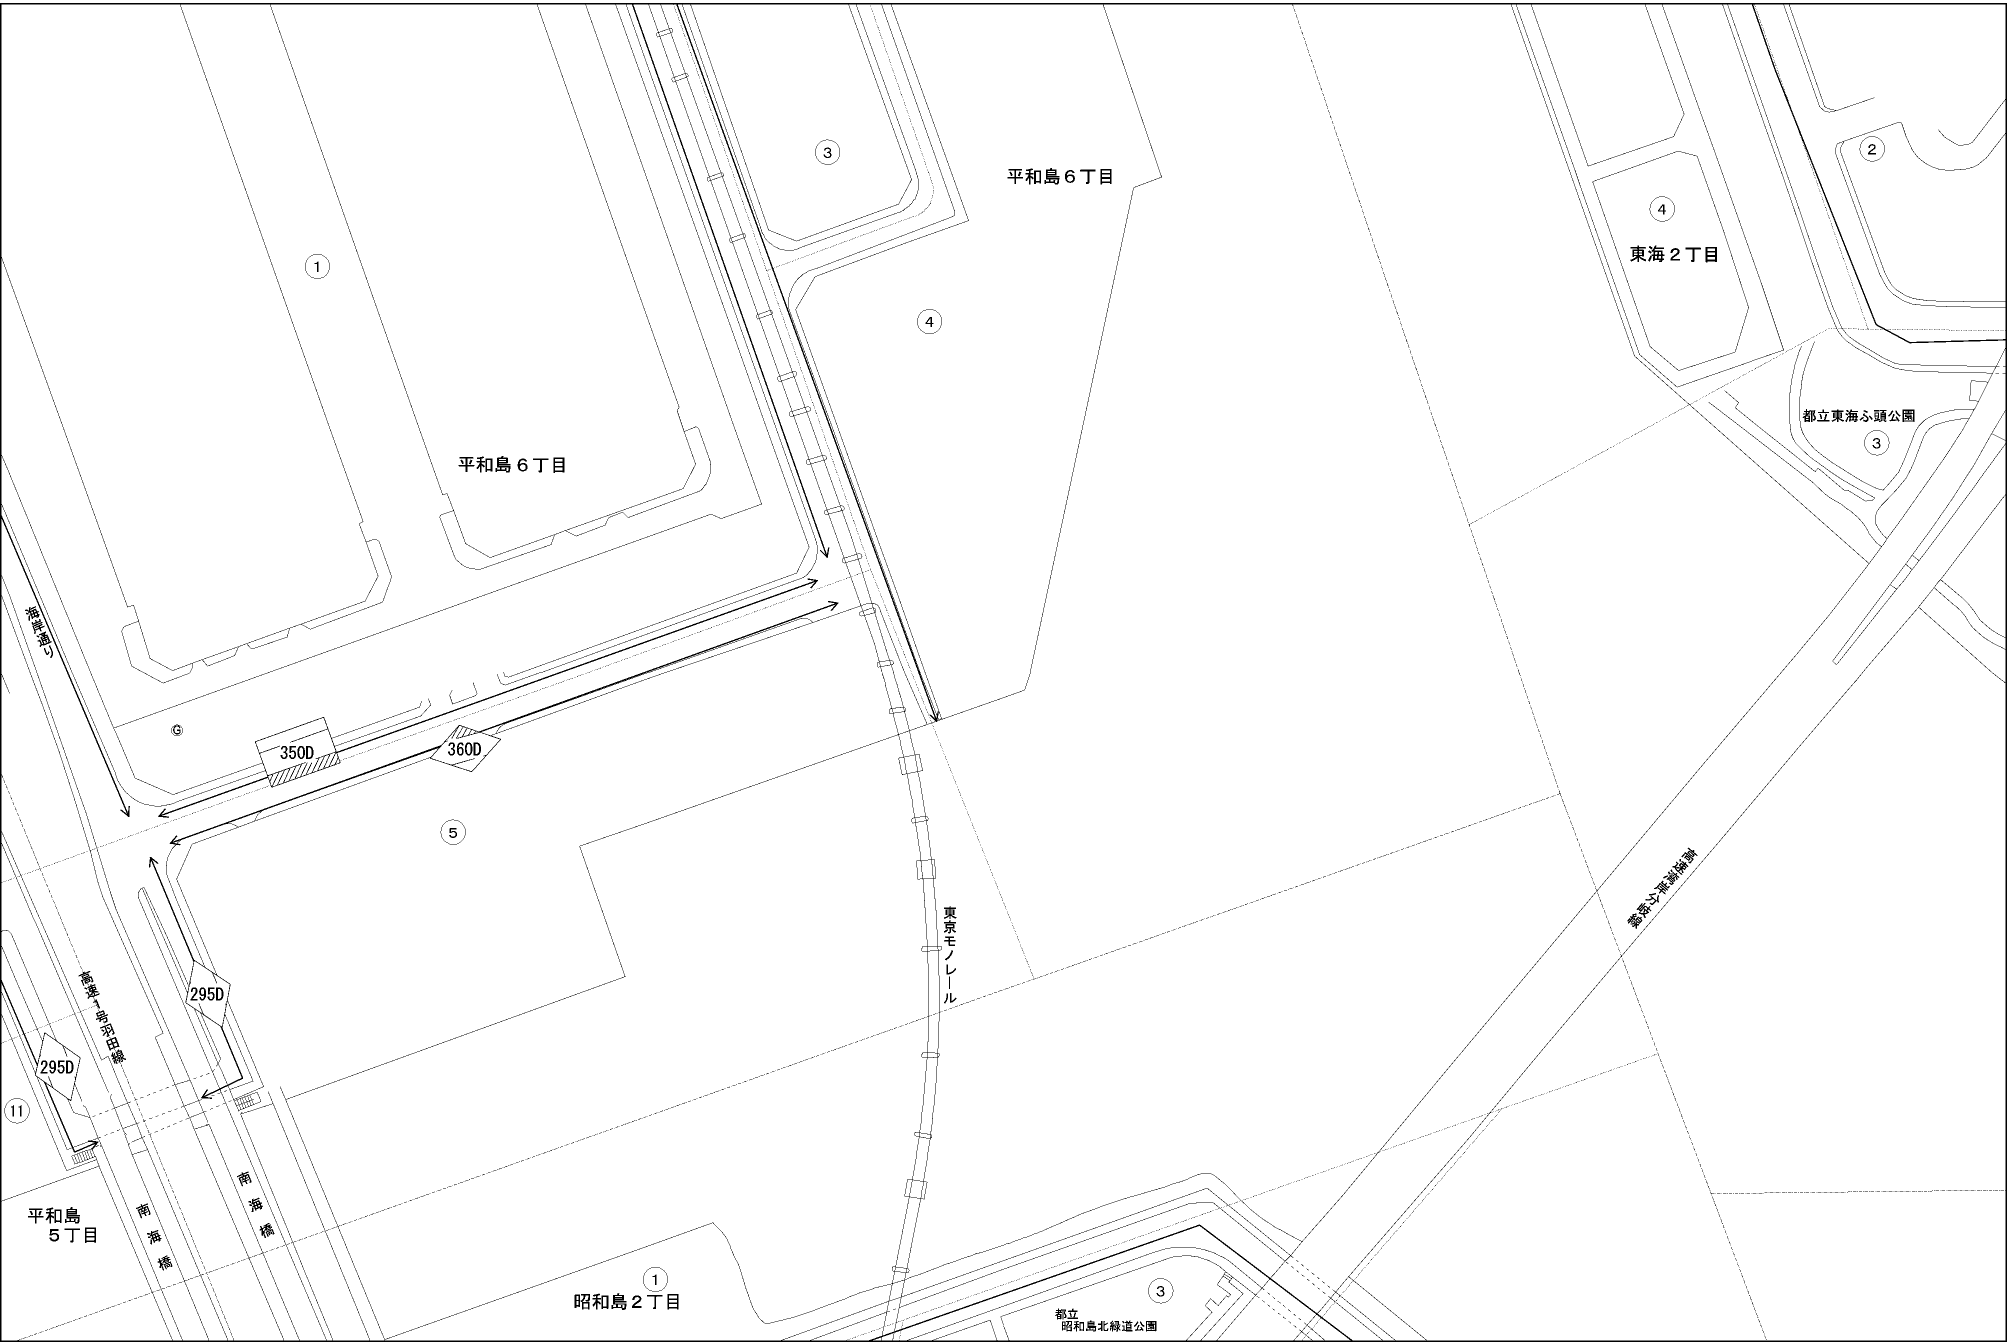 ③
平和島６丁目
②
④
東海２丁目
①
④
都立東海ふ頭公園
③
平和島６丁目
海岸通り
Ⓖ
350D
360D
⑤
高速湾岸分岐線
東京モノレール
高速１号羽田線
295D
295D
⑪
南海橋
南海橋
平和島
５丁目
①
昭和島２丁目
③
都立
昭和島北緑道公園